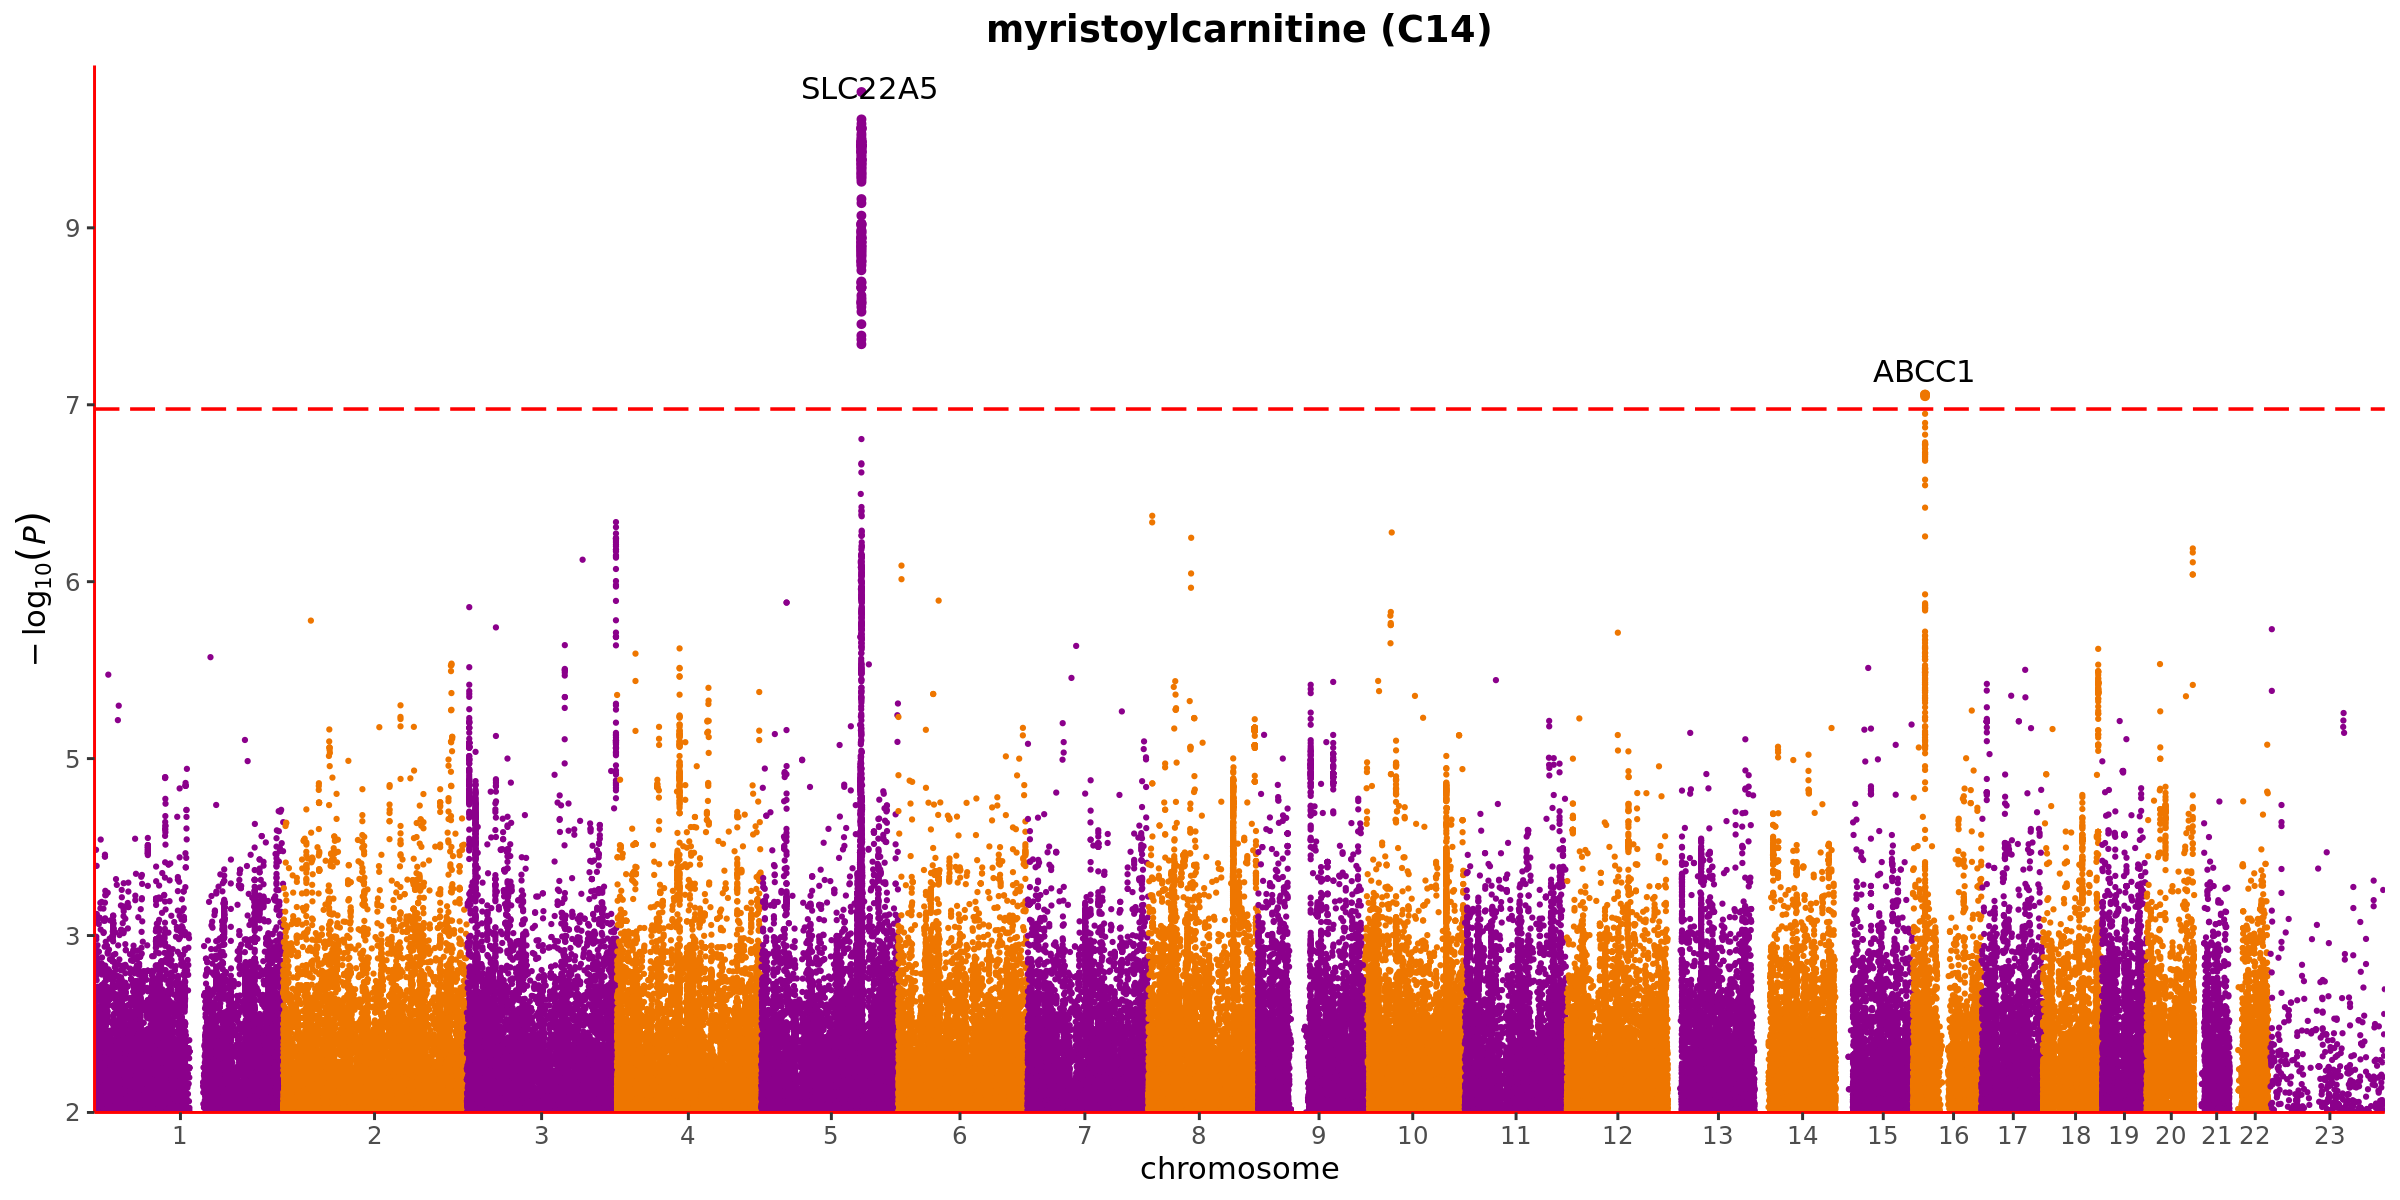 myristoylcarnitine (C14)
SLC22A5
ABCC1
− log10(P)
9
7
6
5
3
2
1 2 3 4 5 6 7 8 9 10 11 12 13 14 15 16 17 18 19 20 21 22 23
chromosome